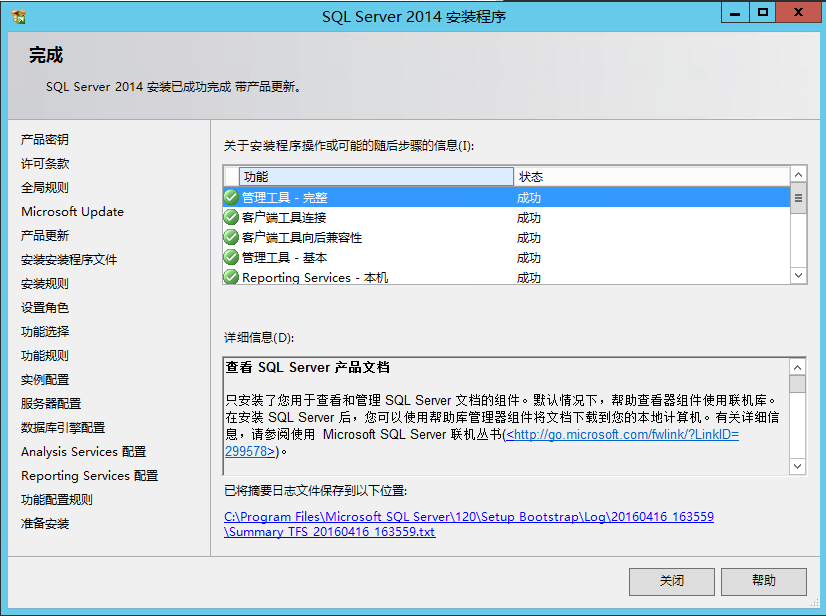 SQL Server 2014 安装程序
完成
SQL Server 2014 安装已成功完成 带产品更新。
产品密钥
许可条款
全局规则
Microsoft Update
产品更新
安装安装程序文件
安装规则
设置角色
功能选择
功能规则
实例配置
服务器配置
数据库引擎配置
Analysis Services 配置
Reporting Services 配置
功能配置规则
准备安装
关于安装程序操作或可能的随后步骤的信息(I):
功能 状态
管理工具 - 完整 成功
客户端工具连接 成功
客户端工具向后兼容性 成功
管理工具 - 基本 成功
Reporting Services - 本机 成功
详细信息(D):
查看 SQL Server 产品文档
只安装了您用于查看和管理 SQL Server 文档的组件。默认情况下，帮助查看器组件使用联机库。
在安装 SQL Server 后，您可以使用帮助库管理器组件将文档下载到您的本地计算机。有关详细信
息，请参阅使用 Microsoft SQL Server 联机丛书(<http://go.microsoft.com/fwlink/?LinkID=
299578>)。
已将摘要日志文件保存到以下位置:
C:\Program Files\Microsoft SQL Server\120\Setup Bootstrap\Log\20160416_163559
\Summary_TFS_20160416_163559.txt
关闭 帮助